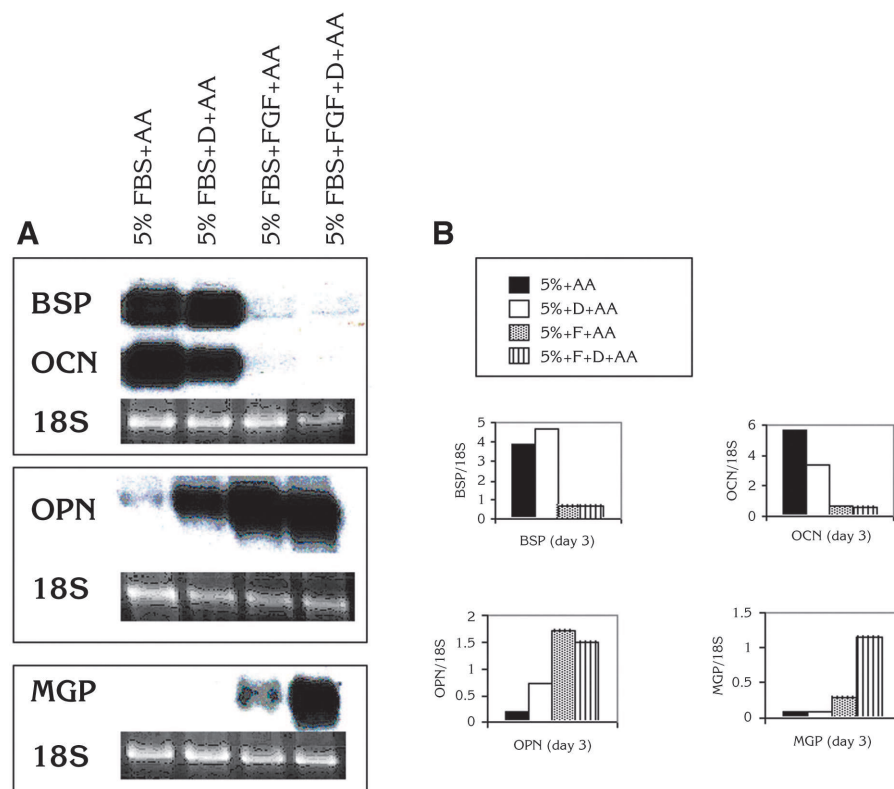 5% FBS+AA
5% FBS+D+AA
5% FBS+FGF+AA
5% FBS+FGF+D+AA
A
BSP
OCN
18S
OPN
18S
MGP
18S
B
5%+AA
5%+D+AA
5%+F+AA
5%+F+D+AA
BSP/18S
5
4
3
2
1
0
BSP (day 3)
OCN/18S
6
4
2
0
OCN (day 3)
OPN/18S
2
1.5
1
0.5
0
OPN (day 3)
MGP/18S
1.5
1
0.5
0
MGP (day 3)